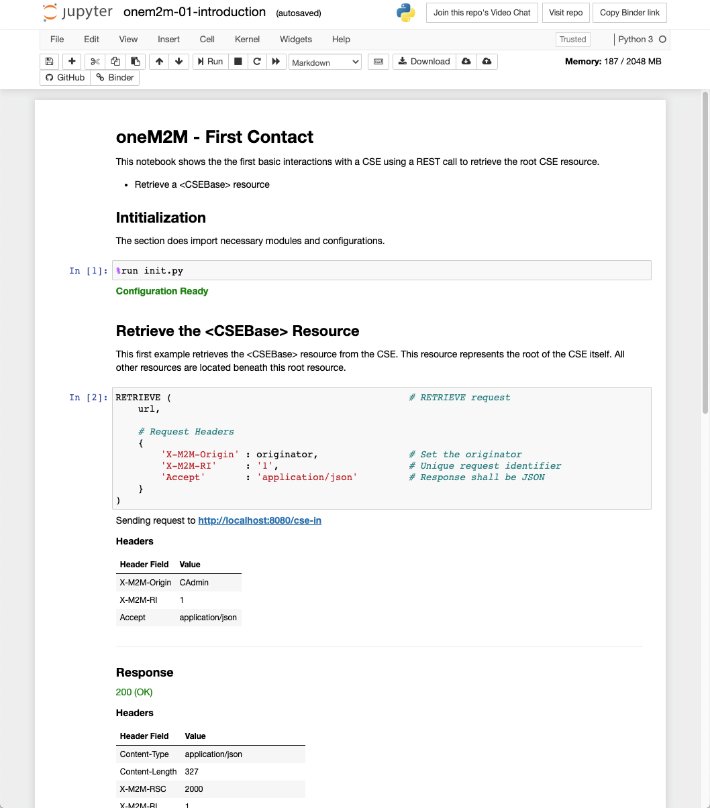 jupyter onem2m-01-introduction (autosaved)
Join this repo's Video Chat Visit repo Copy Binder link
File Edit View Insert Cell Kernel Widgets Help Trusted Python 3
Run Markdown Download Memory: 187 / 2048 MB
GitHub Binder
oneM2M - First Contact
This notebook shows the the first basic interactions with a CSE using a REST call to retrieve the root CSE resource.
• Retrieve a <CSEBase> resource
Intitialization
The section does import necessary modules and configurations.
In [1]: %run init.py
Configuration Ready
Retrieve the <CSEBase> Resource
This first example retrieves the <CSEBase> resource from the CSE. This resource represents the root of the CSE itself. All
other resources are located beneath this root resource.
In [2]: RETRIEVE ( # RETRIEVE request
url,
# Request Headers
{
'X-M2M-Origin' : originator, # Set the originator
'X-M2M-RI' : '1', # Unique request identifier
'Accept' : 'application/json' # Response shall be JSON
}
)
Sending request to http://localhost:8080/cse-in
Headers
Header Field Value
X-M2M-Origin CAdmin
X-M2M-RI 1
Accept application/json
Response
200 (OK)
Headers
Header Field Value
Content-Type application/json
Content-Length 327
X-M2M-RSC 2000
X-M2M-RI 1